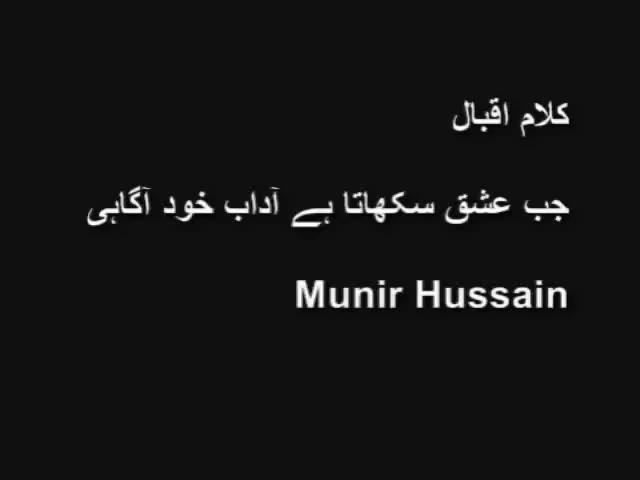 کلام اقبال
جب عشق سکھاتا ہے آداب خود آگاہی
Munir Hussain